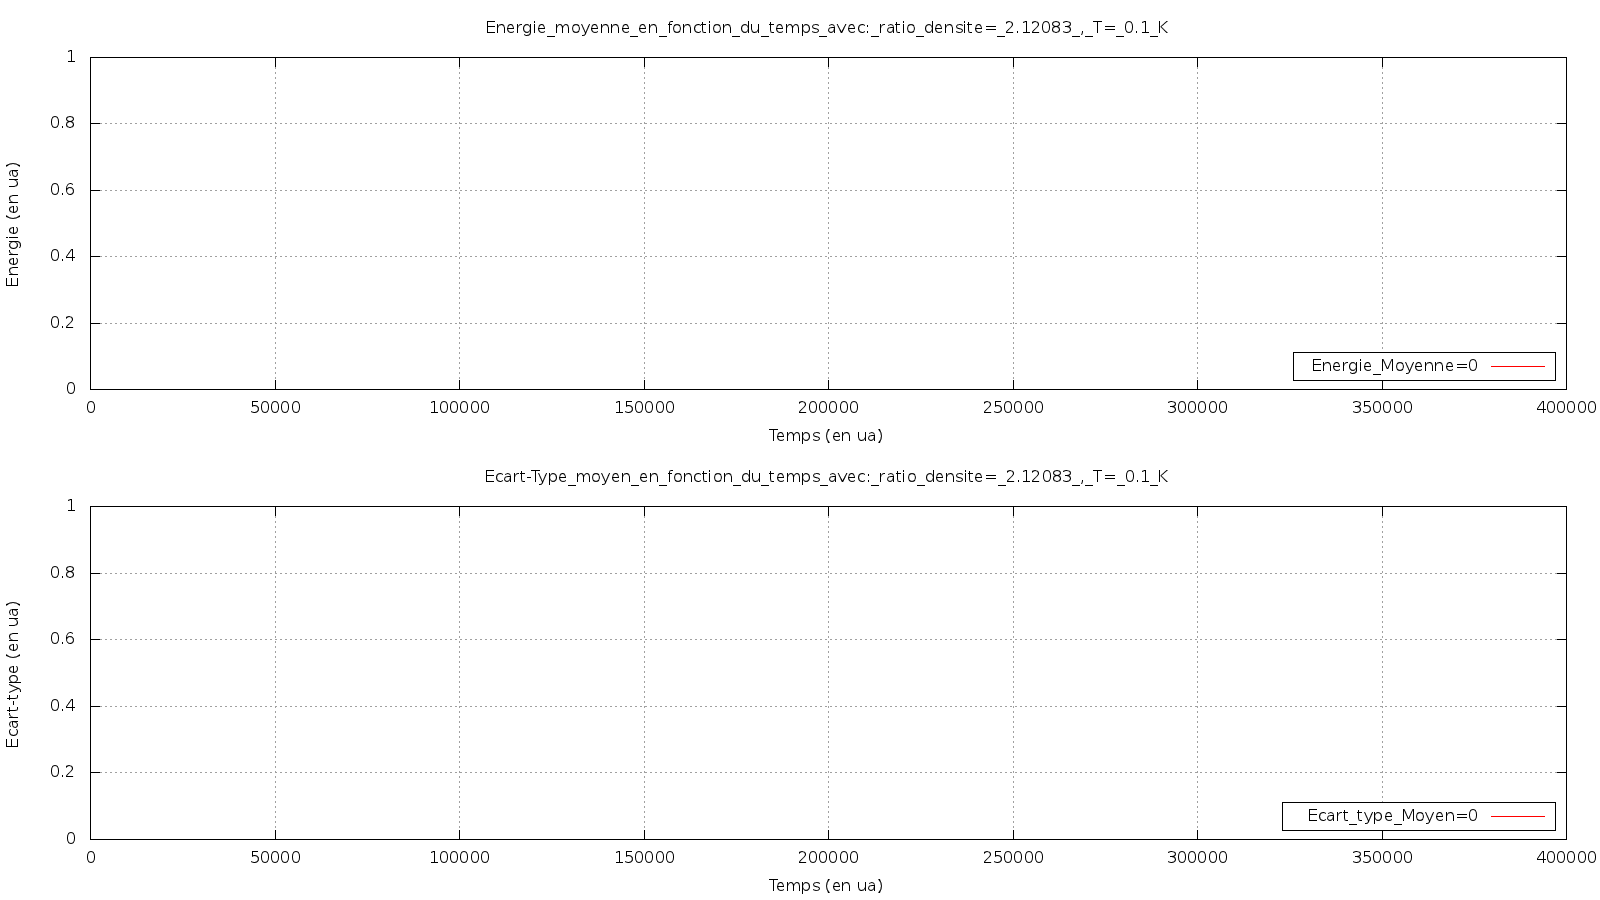 Energie_moyenne_en_fonction_du_temps_avec:_ratio_densite=_2.12083_,_T=_0.1_K
1
0.8
0.6
0.4
0.2
0
Energie (en ua)
Energie_Moyenne=0
0 50000 100000 150000 200000 250000 300000 350000 400000
Temps (en ua)
Ecart-Type_moyen_en_fonction_du_temps_avec:_ratio_densite=_2.12083_,_T=_0.1_K
1
0.8
0.6
0.4
0.2
0
Ecart-type (en ua)
Ecart_type_Moyen=0
0 50000 100000 150000 200000 250000 300000 350000 400000
Temps (en ua)